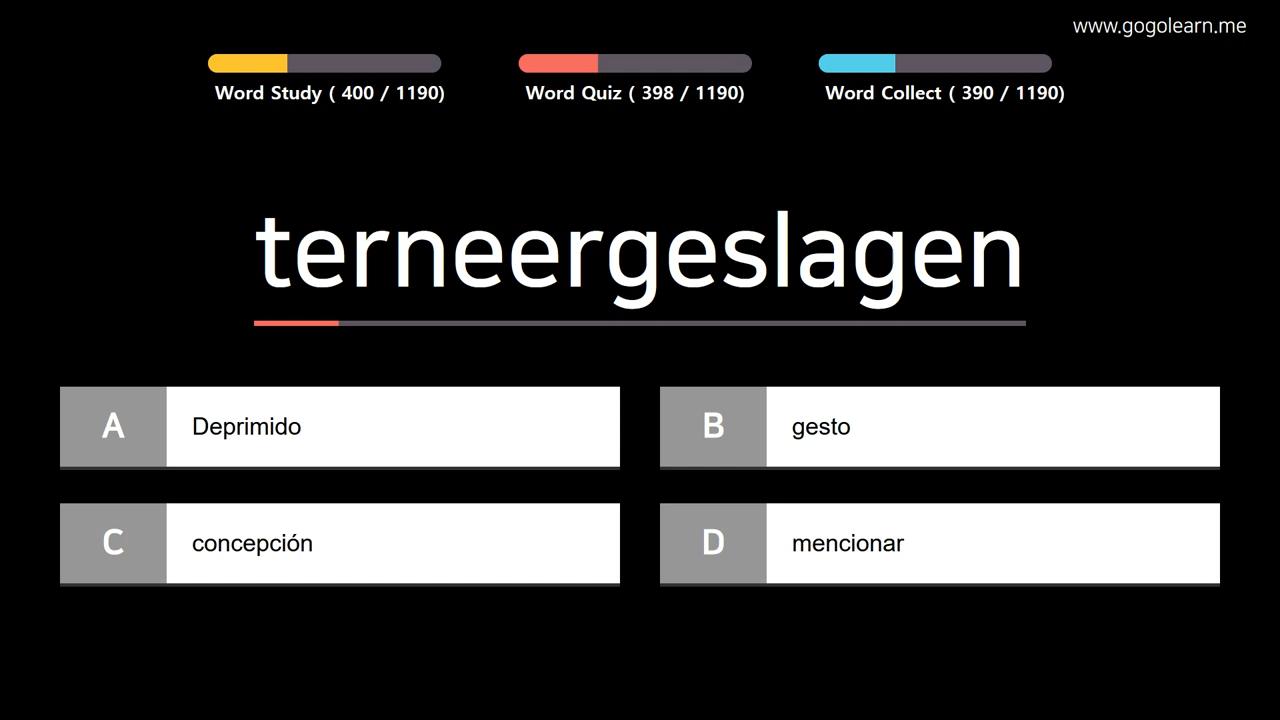 www.gogolearn.me
Word Study ( 400 / 1190)
Word Quiz ( 398 / 1190)
Word Collect ( 390 / 1190)
terneergeslagen
A Deprimido
B gesto
C concepción
D mencionar